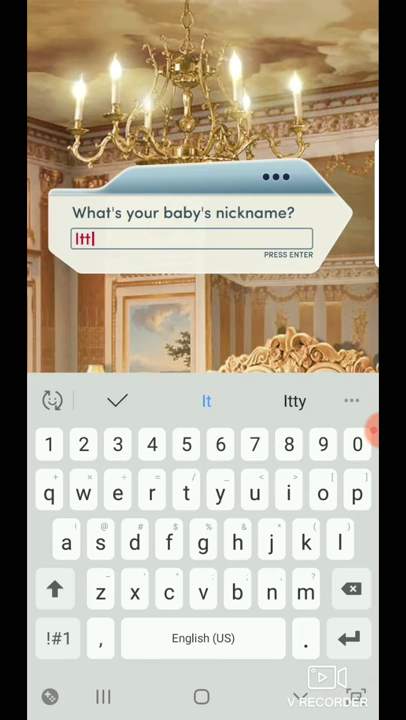 What's your baby's nickname?
Itt
PRESS ENTER
It Itty
1 2 3 4 5 6 7 8 9 0
q w e r t y u i o p
a s d f g h j k l
z x c v b n m
!#1 , English (US) .
V RECORDER